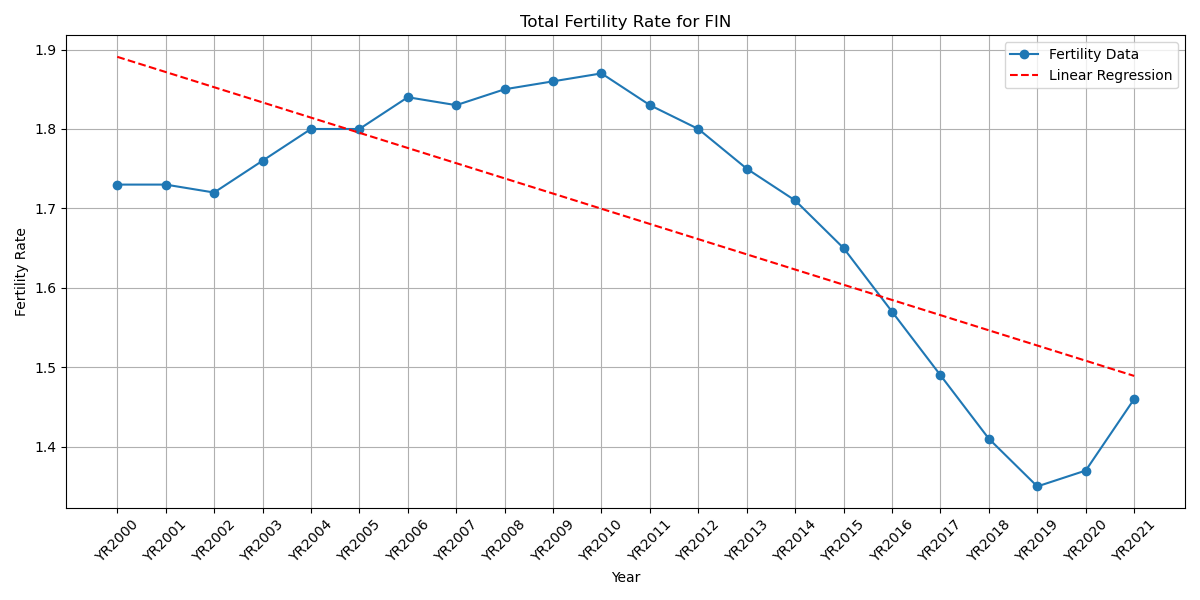 Total Fertility Rate for FIN
Fertility Data
Linear Regression
Fertility Rate
1.9
1.8
1.7
1.6
1.5
1.4
YR2000
YR2001
YR2002
YR2003
YR2004
YR2005
YR2006
YR2007
YR2008
YR2009
YR2010
YR2011
YR2012
YR2013
YR2014
YR2015
YR2016
YR2017
YR2018
YR2019
YR2020
YR2021
Year